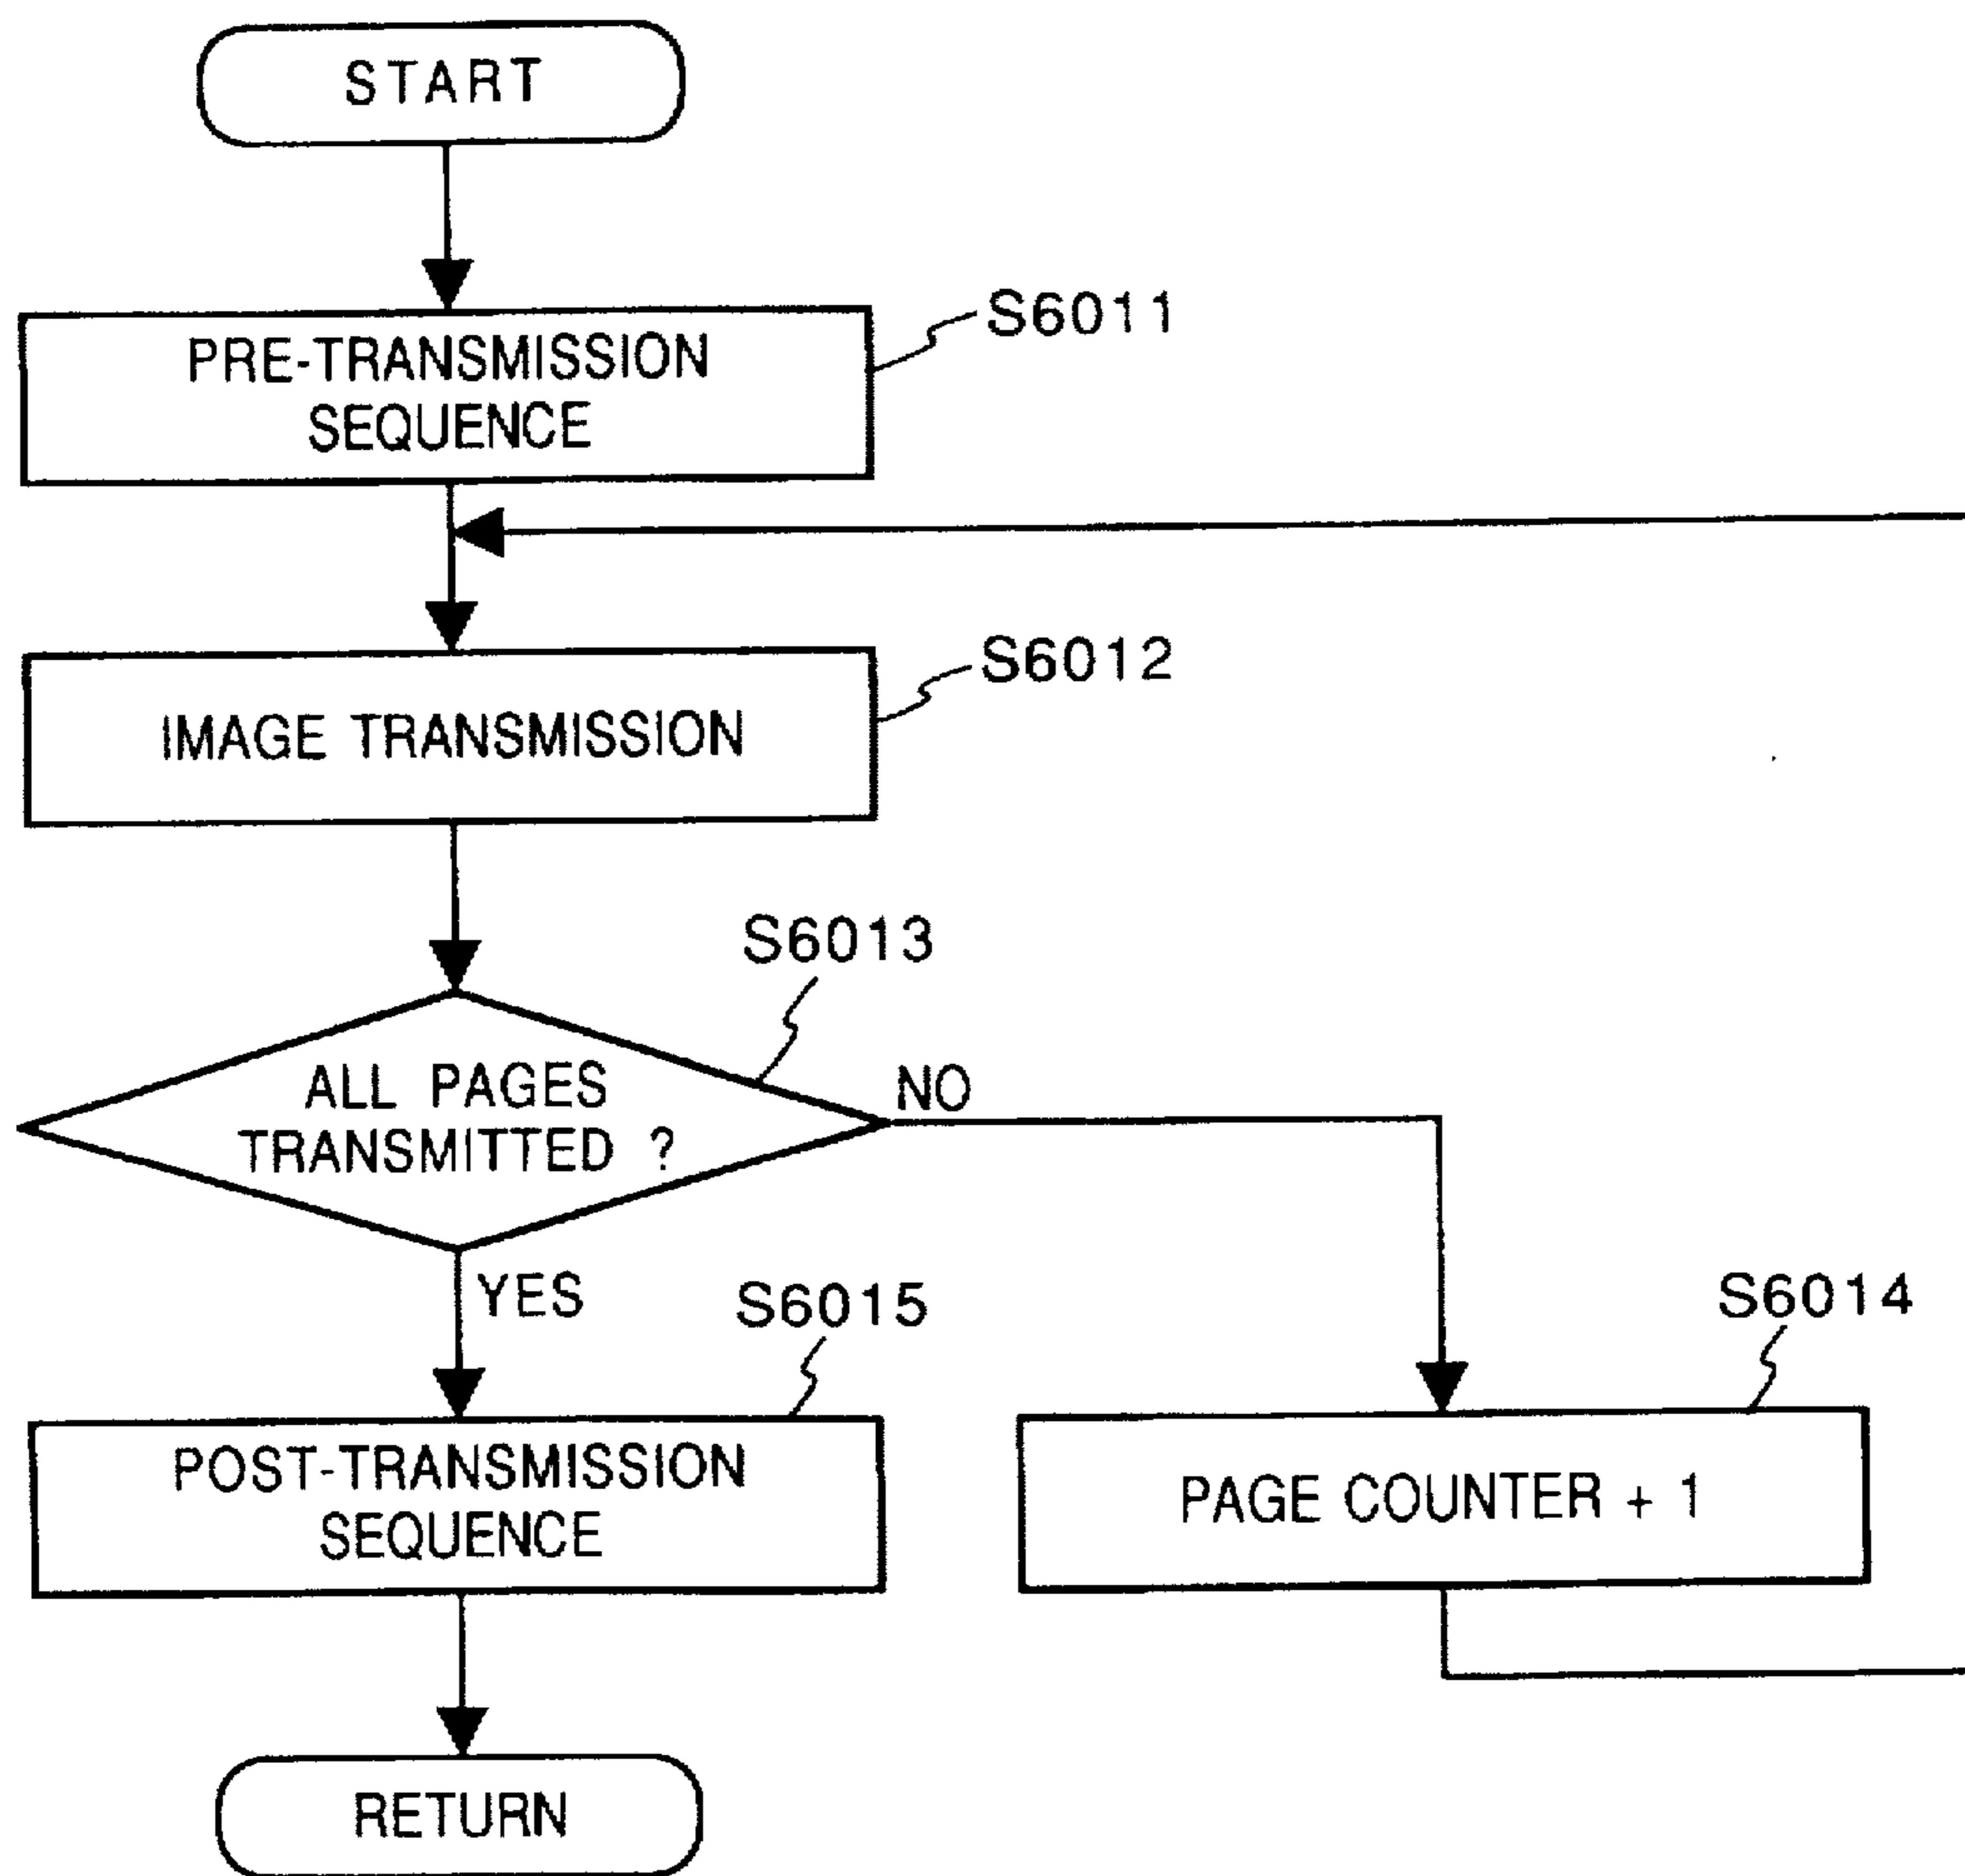 START
PRE-TRANSMISSION
SEQUENCE
S6011
IMAGE TRANSMISSION
S6012
S6013
ALL PAGES
TRANSMITTED ?
NO
YES
S6015
S6014
POST-TRANSMISSION
SEQUENCE
PAGE COUNTER + 1
RETURN